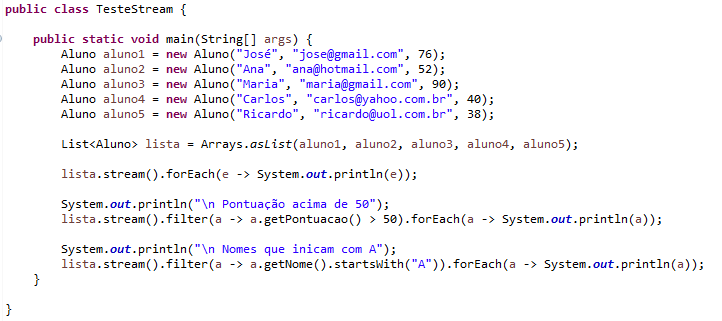 public class TesteStream {
public static void main(String[] args) {
Aluno aluno1 = new Aluno("José", "jose@gmail.com", 76);
Aluno aluno2 = new Aluno("Ana", "ana@hotmail.com", 52);
Aluno aluno3 = new Aluno("Maria", "maria@gmail.com", 90);
Aluno aluno4 = new Aluno("Carlos", "carlos@yahoo.com.br", 40);
Aluno aluno5 = new Aluno("Ricardo", "ricardo@uol.com.br", 38);
List<Aluno> lista = Arrays.asList(aluno1, aluno2, aluno3, aluno4, aluno5);
lista.stream().forEach(e -> System.out.println(e));
System.out.println("\n Pontuação acima de 50");
lista.stream().filter(a -> a.getPontuacao() > 50).forEach(a -> System.out.println(a));
System.out.println("\n Nomes que inicam com A");
lista.stream().filter(a -> a.getNome().startsWith("A")).forEach(a -> System.out.println(a));
}
}